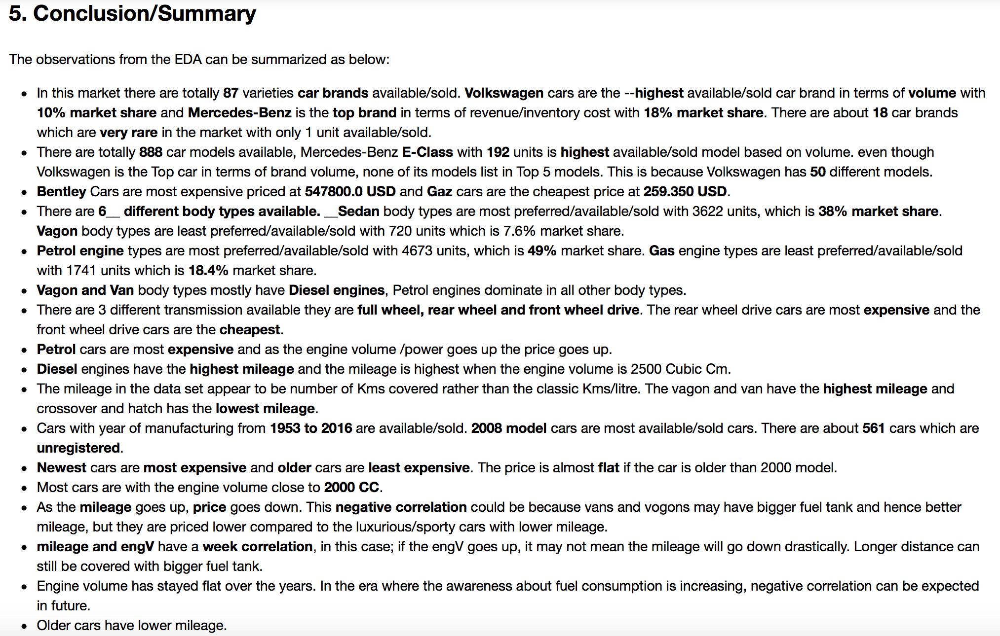 5. Conclusion/Summary
The observations from the EDA can be summarized as below:
• In this market there are totally 87 varieties car brands available/sold. Volkswagen cars are the --highest available/sold car brand in terms of volume with
10% market share and Mercedes-Benz is the top brand in terms of revenue/inventory cost with 18% market share. There are about 18 car brands
which are very rare in the market with only 1 unit available/sold.
• There are totally 888 car models available, Mercedes-Benz E-Class with 192 units is highest available/sold model based on volume. even though
Volkswagen is the Top car in terms of brand volume, none of its models list in Top 5 models. This is because Volkswagen has 50 different models.
• Bentley Cars are most expensive priced at 547800.0 USD and Gaz cars are the cheapest price at 259.350 USD.
• There are 6__ different body types available. __Sedan body types are most preferred/available/sold with 3622 units, which is 38% market share.
Vagon body types are least preferred/available/sold with 720 units which is 7.6% market share.
• Petrol engine types are most preferred/available/sold with 4673 units, which is 49% market share. Gas engine types are least preferred/available/sold
with 1741 units which is 18.4% market share.
• Vagon and Van body types mostly have Diesel engines, Petrol engines dominate in all other body types.
• There are 3 different transmission available they are full wheel, rear wheel and front wheel drive. The rear wheel drive cars are most expensive and the
front wheel drive cars are the cheapest.
• Petrol cars are most expensive and as the engine volume /power goes up the price goes up.
• Diesel engines have the highest mileage and the mileage is highest when the engine volume is 2500 Cubic Cm.
• The mileage in the data set appear to be number of Kms covered rather than the classic Kms/litre. The vagon and van have the highest mileage and
crossover and hatch has the lowest mileage.
• Cars with year of manufacturing from 1953 to 2016 are available/sold. 2008 model cars are most available/sold cars. There are about 561 cars which are
unregistered.
• Newest cars are most expensive and older cars are least expensive. The price is almost flat if the car is older than 2000 model.
• Most cars are with the engine volume close to 2000 CC.
• As the mileage goes up, price goes down. This negative correlation could be because vans and vogons may have bigger fuel tank and hence better
mileage, but they are priced lower compared to the luxurious/sporty cars with lower mileage.
• mileage and engV have a week correlation, in this case; if the engV goes up, it may not mean the mileage will go down drastically. Longer distance can
still be covered with bigger fuel tank.
• Engine volume has stayed flat over the years. In the era where the awareness about fuel consumption is increasing, negative correlation can be expected
in future.
• Older cars have lower mileage.